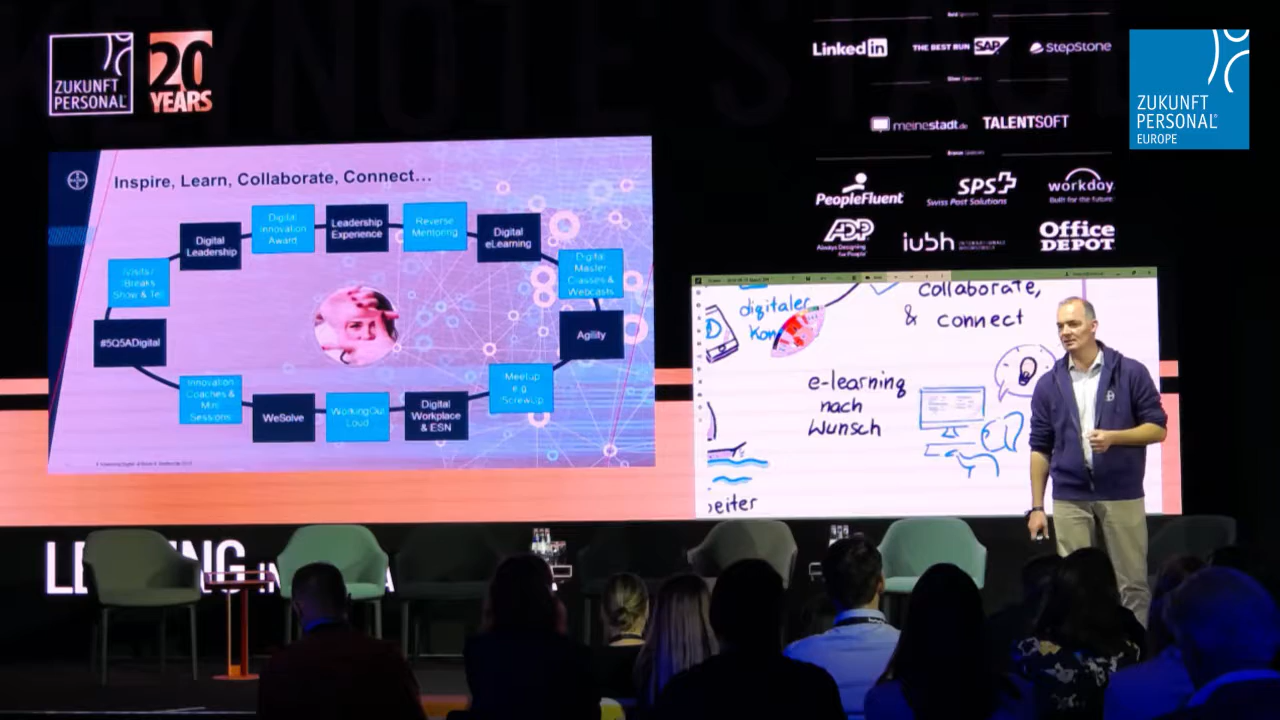 ZUKUNFT
PERSONAL
20
YEARS
LinkedIn
THE BEST RUN SAP
stepstone
meinestadt.de
TALENTSOFT
PeopleFluent
SPS
Swiss Post Solutions
workday.
Built for the future.
ADP
Always Designing
for People
iubh
Office
DEPOT
ZUKUNFT
PERSONAL
EUROPE
Inspire, Learn, Collaborate, Connect…
Digital
Leadership
Digital
Innovation
Award
Leadership
Experience
Reverse
Mentoring
Digital
eLearning
Digital
Master
Classes &
Webcasts
Agility
Meetup
e.g.
ScrewUp
Digital
Workplace
& ESN
WorkingOut
Loud
WeSolve
Innovation
Coaches &
Mini
Sessions
#5Q5ADigital
Breaks
Show & Tell
digitaler
collaborate,
& connect
e-learning
nach
Wunsch